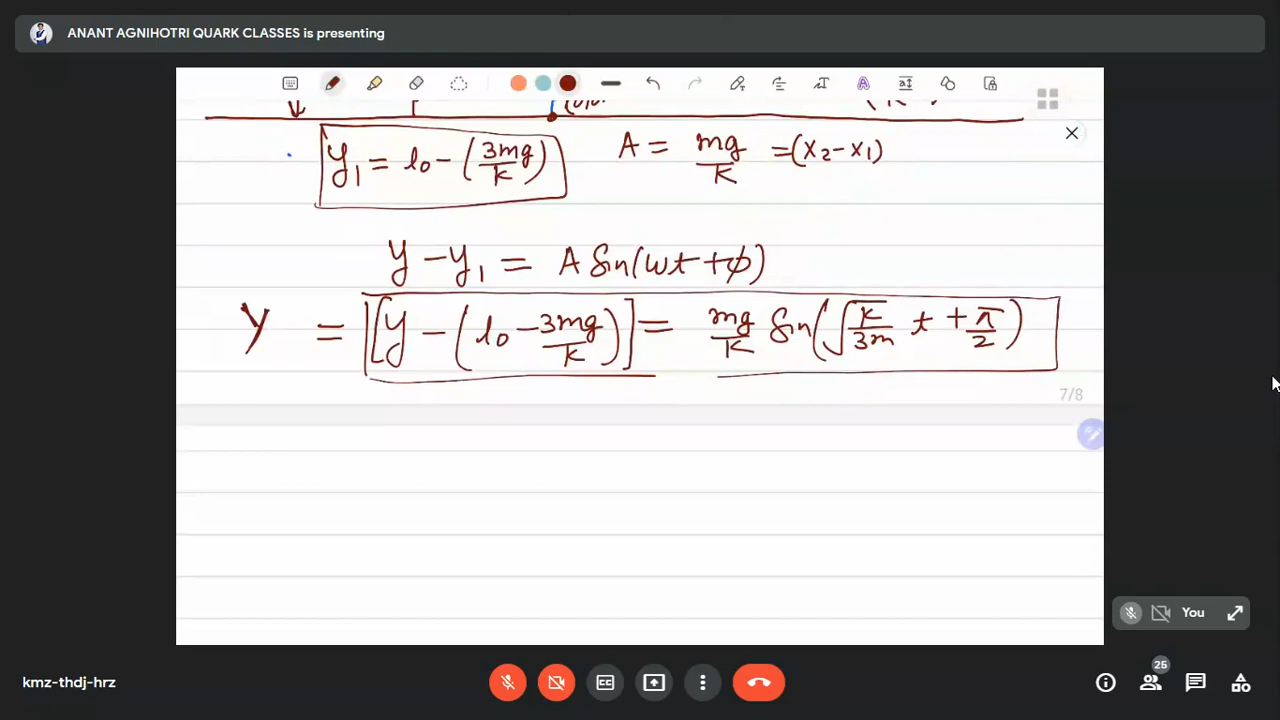 ANANT AGNIHOTRI QUARK CLASSES is presenting
y₁ = l₀ - (3mg/k)
A = mg/k = (x₂ - x₁)
y - y₁ = A Sin(ωt + ϕ)
Y = [y - (l₀ - 3mg/k)] = mg/k Sin(√(k/3m) t + π/2)
7/8
You
25
kmz-thdj-hrz
CC